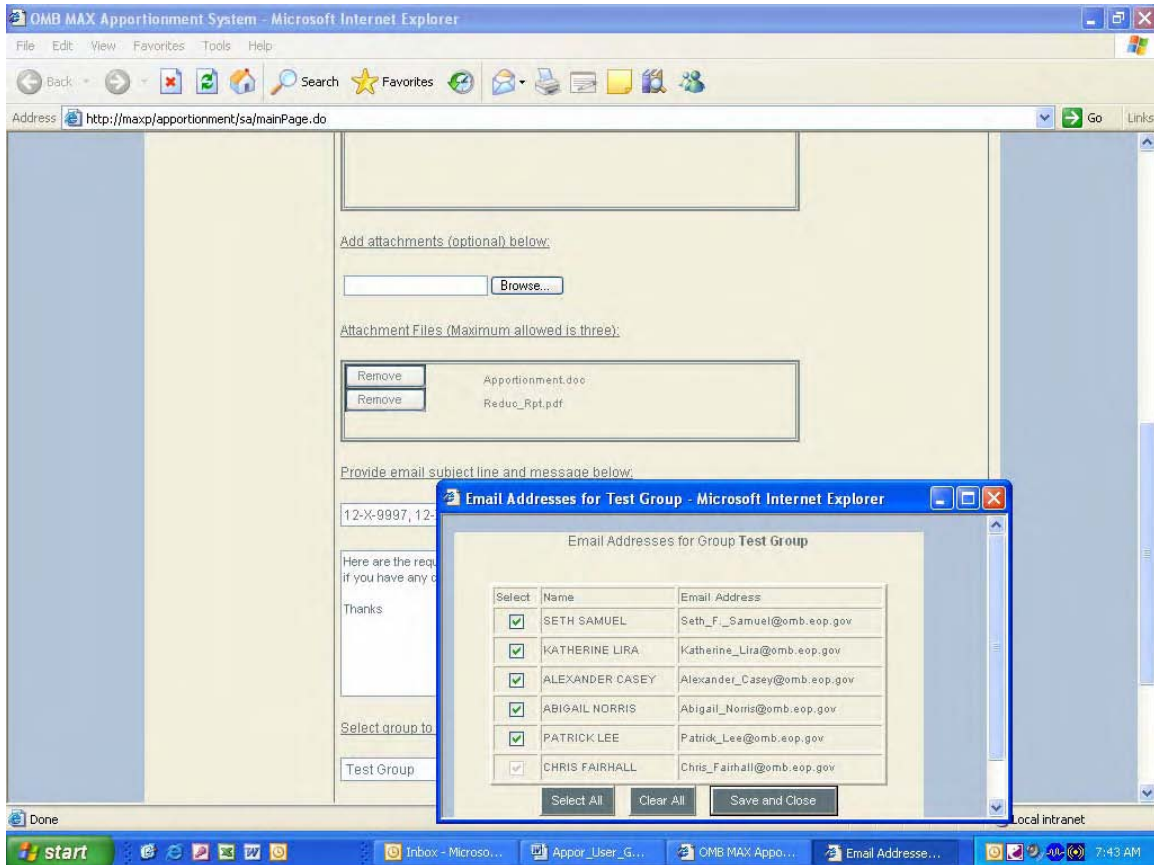 OMB MAX Apportionment System - Microsoft Internet Explorer
File Edit View Favorites Tools Help
Back Search Favorites
Address http://maxp/apportionment/sa/mainPage.do Go Links
Add attachments (optional) below:
Browse...
Attachment Files (Maximum allowed is three):
Remove Apportionment.doc
Remove Reduc_Rpt.pdf
Provide email subject line and message below:
12-X-9997, 12-
Here are the requ
if you have any
Thanks
Select group to
Test Group
Email Addresses for Test Group - Microsoft Internet Explorer
Email Addresses for Group Test Group
Select Name Email Address
SETH SAMUEL Seth_F._Samuel@omb.eop.gov
KATHERINE LIRA Katherine_Lira@omb.eop.gov
ALEXANDER CASEY Alexander_Casey@omb.eop.gov
ABIGAIL NORRIS Abigail_Norris@omb.eop.gov
PATRICK LEE Patrick_Lee@omb.eop.gov
CHRIS FAIRHALL Chris_Fairhall@omb.eop.gov
Select All Clear All Save and Close
Done Local intranet
start Inbox - Microso... Appor_User_G... OMB MAX Appo... Email Addresse... 7:43 AM